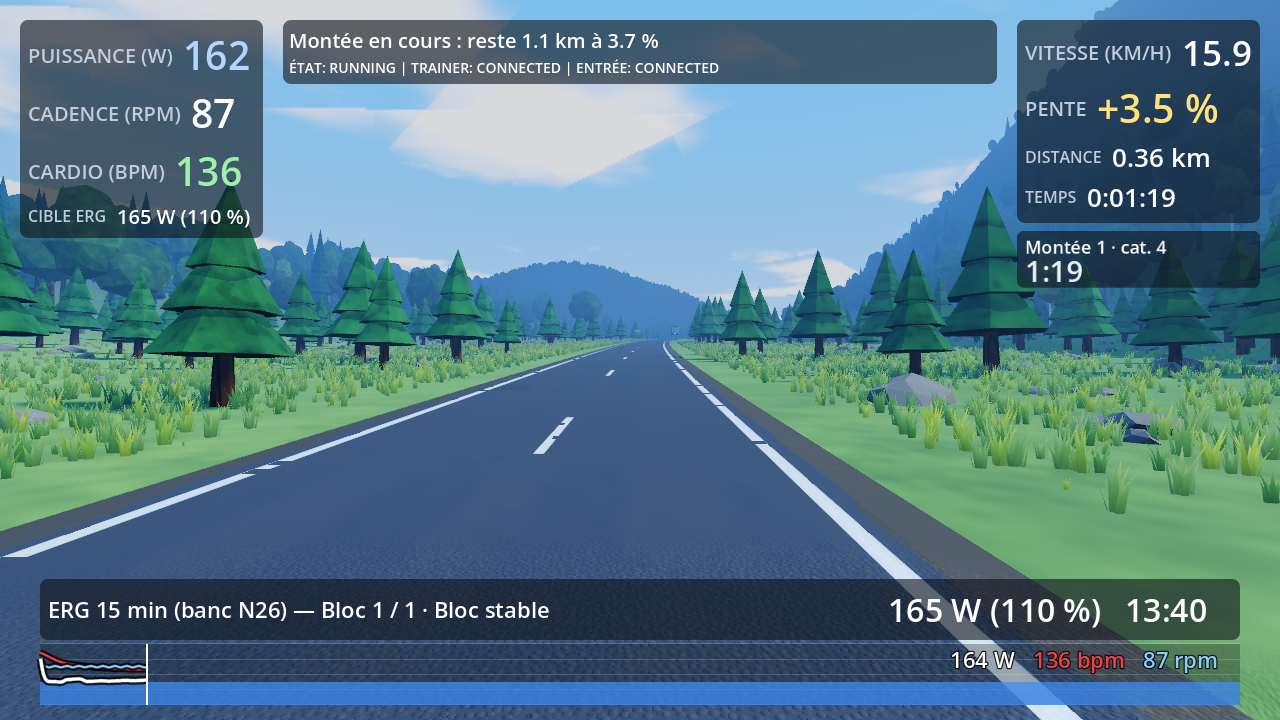 PUISSANCE (W) 162
CADENCE (RPM) 87
CARDIO (BPM) 136
CIBLE ERG 165 W (110 %)
Montée en cours : reste 1.1 km à 3.7 %
ÉTAT: RUNNING | TRAINER: CONNECTED | ENTRÉE: CONNECTED
VITESSE (KM/H) 15.9
PENTE +3.5 %
DISTANCE 0.36 km
TEMPS 0:01:19
Montée 1 · cat. 4
1:19
ERG 15 min (banc N26) — Bloc 1 / 1 · Bloc stable 165 W (110 %) 13:40
164 W 136 bpm 87 rpm